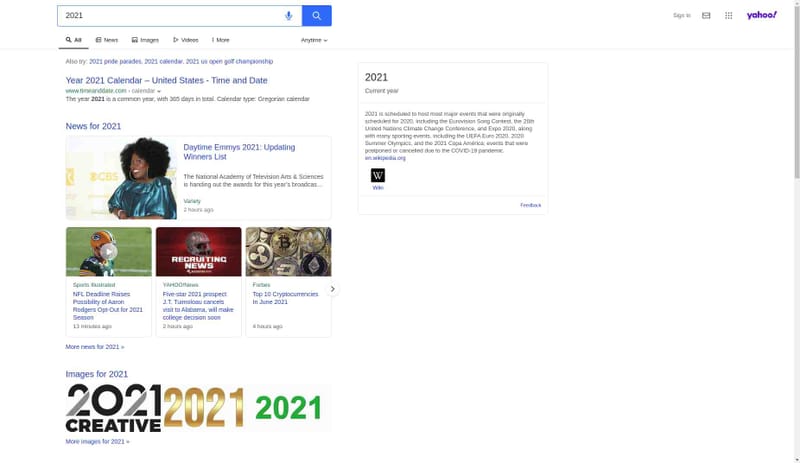 2021
Sign In
yahoo!
All
News
Images
Videos
More
Anytime
Also try: 2021 pride parades, 2021 calendar, 2021 us open golf championship
Year 2021 Calendar – United States - Time and Date
www.timeanddate.com › calendar
The year 2021 is a common year, with 365 days in total. Calendar type: Gregorian calendar
News for 2021
CBS
Daytime Emmys 2021: Updating
Winners List
The National Academy of Television Arts & Sciences
is handing out the awards for this year's broadcas...
Variety
2 hours ago
RECRUITING
NEWS
Sports Illustrated
NFL Deadline Raises
Possibility of Aaron
Rodgers Opt-Out for 2021
Season
13 minutes ago
YAHOO!News
Five-star 2021 prospect
J.T. Tuimoloau cancels
visit to Alabama, will make
college decision soon
2 hours ago
Forbes
Top 10 Cryptocurrencies
In June 2021
4 hours ago
More news for 2021 »
Images for 2021
2021
CREATIVE
2021
2021
More images for 2021 »
2021
Current year
2021 is scheduled to host most major events that were originally
scheduled for 2020, including the Eurovision Song Contest, the 26th
United Nations Climate Change Conference, and Expo 2020, along
with many sporting events, including the UEFA Euro 2020, 2020
Summer Olympics, and the 2021 Copa América; events that were
postponed or canceled due to the COVID-19 pandemic.
en.wikipedia.org
W
Wiki
Feedback